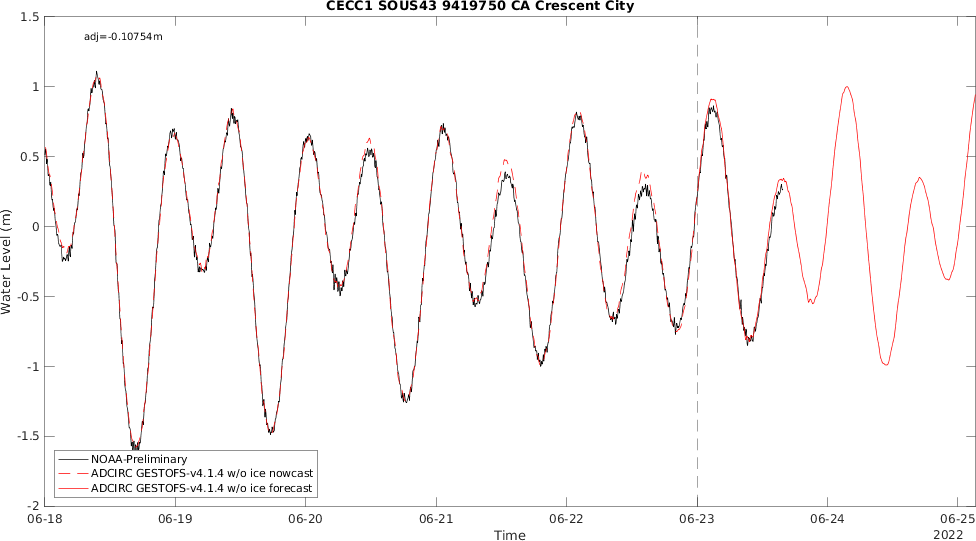 CECC1 SOUS43 9419750 CA Crescent City
1.5
adj=-0.10754m
1
0.5
0
-0.5
-1
-1.5
-2
Water Level (m)
NOAA-Preliminary
ADCIRC GESTOFS-v4.1.4 w/o ice nowcast
ADCIRC GESTOFS-v4.1.4 w/o ice forecast
06-18 06-19 06-20 06-21 06-22 06-23 06-24 06-25
Time 2022